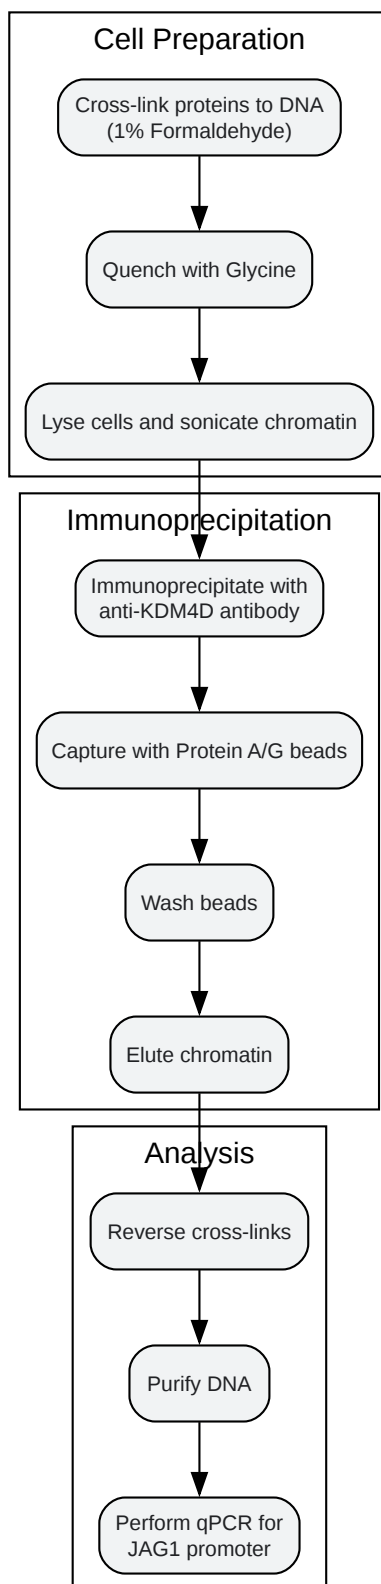 Cell Preparation
Cross-link proteins to DNA
(1% Formaldehyde)
Quench with Glycine
Lyse cells and sonicate chromatin
Immunoprecipitation
Immunoprecipitate with
anti-KDM4D antibody
Capture with Protein A/G beads
Wash beads
Elute chromatin
Analysis
Reverse cross-links
Purify DNA
Perform qPCR for
JAG1 promoter